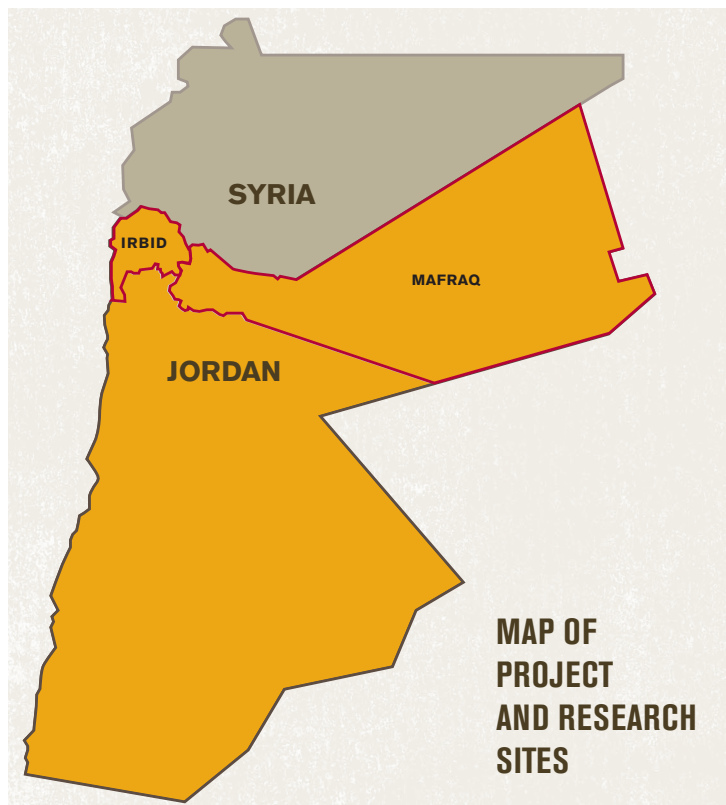 SYRIA
IRBID
MAFRAQ
JORDAN
MAP OF
PROJECT
AND RESEARCH
SITES